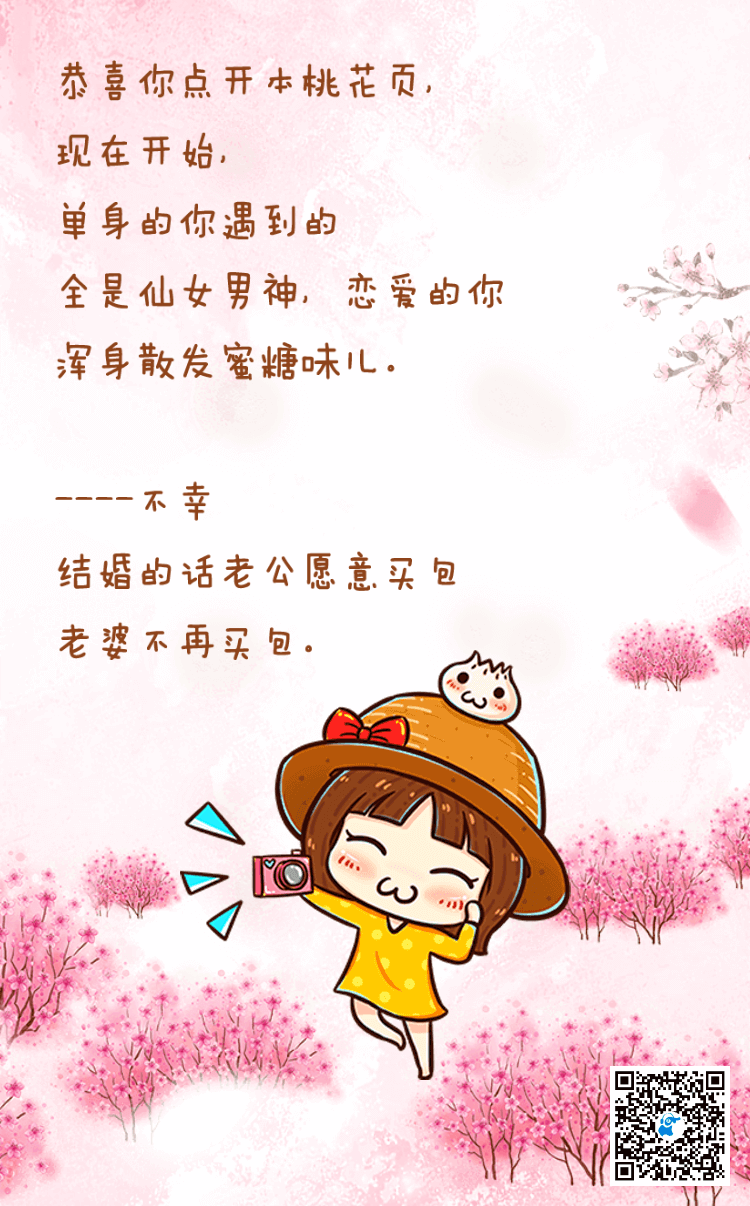 恭喜你点开本桃花页,
现在开始,
单身的你遇到的
全是仙女男神, 恋爱的你
浑身散发蜜糖味儿。
----不幸
结婚的话老公愿意买包
老婆不再买包。